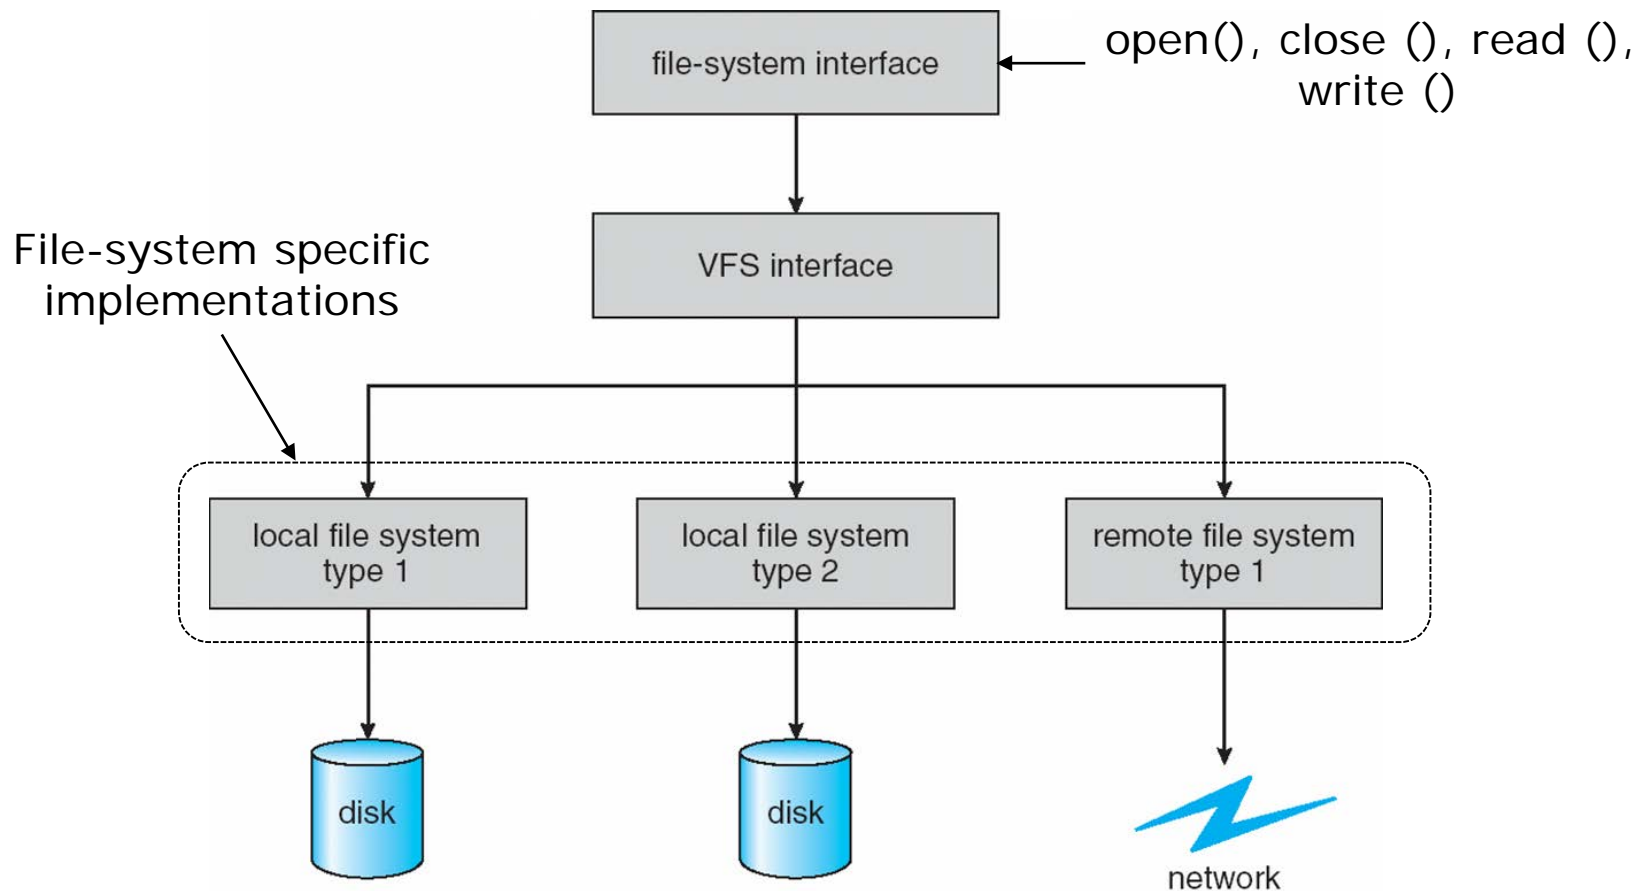 file-system interface
open(), close (), read (),
write ()
File-system specific
implementations
VFS interface
local file system
type 1
local file system
type 2
remote file system
type 1
disk
disk
network